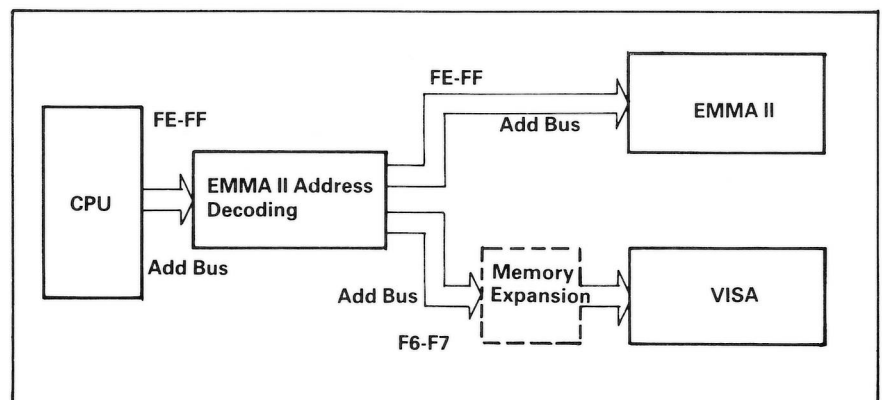 FE-FF
EMMA II
FE-FF
Add Bus
CPU
EMMA II Address
Decoding
Add Bus
Memory
Expansion
Add Bus
VISA
F6-F7